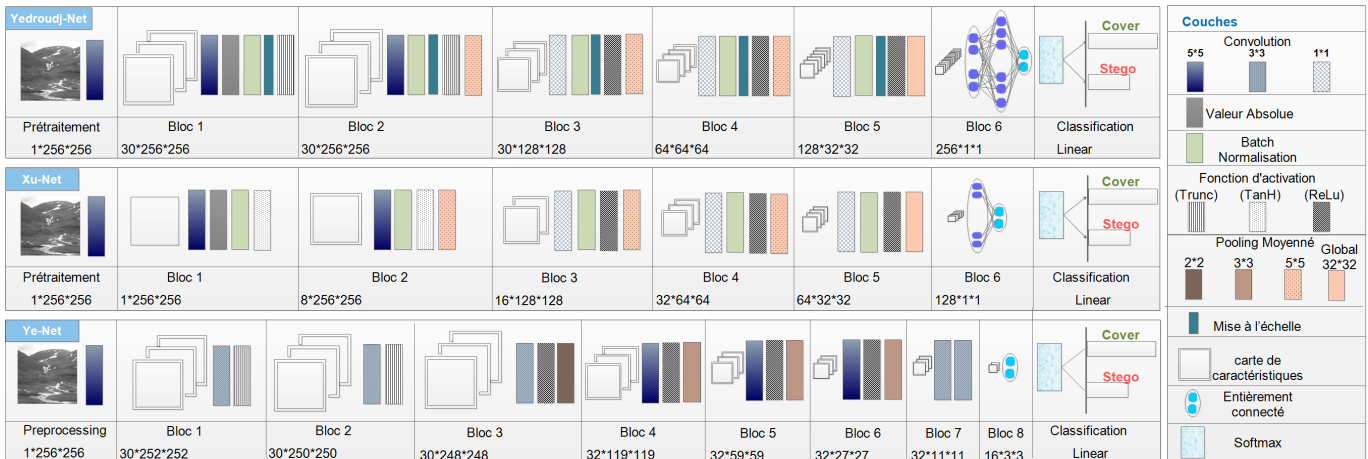 Yedroudj-Net
Cover
Stego
Prétraitement Bloc 1 Bloc 2 Bloc 3 Bloc 4 Bloc 5 Bloc 6 Classification
1*256*256 30*256*256 30*256*256 30*128*128 64*64*64 128*32*32 256*1*1 Linear
Xu-Net
Cover
Stego
Prétraitement Bloc 1 Bloc 2 Bloc 3 Bloc 4 Bloc 5 Bloc 6 Classification
1*256*256 1*256*256 8*256*256 16*128*128 32*64*64 64*32*32 128*1*1 Linear
Ye-Net
Cover
Stego
Preprocessing Bloc 1 Bloc 2 Bloc 3 Bloc 4 Bloc 5 Bloc 6 Bloc 7 Bloc 8 Classification
1*256*256 30*252*252 30*250*250 30*248*248 32*119*119 32*59*59 32*27*27 32*11*11 16*3*3 Linear
Couches
Convolution
5*5 3*3 1*1
Valeur Absolue
Batch
Normalisation
Fonction d'activation
(Trunc) (TanH) (ReLu)
Pooling Moyenné
2*2 3*3 5*5 Global
32*32
Mise à l'échelle
carte de
caractéristiques
Entièrement
connecté
Softmax